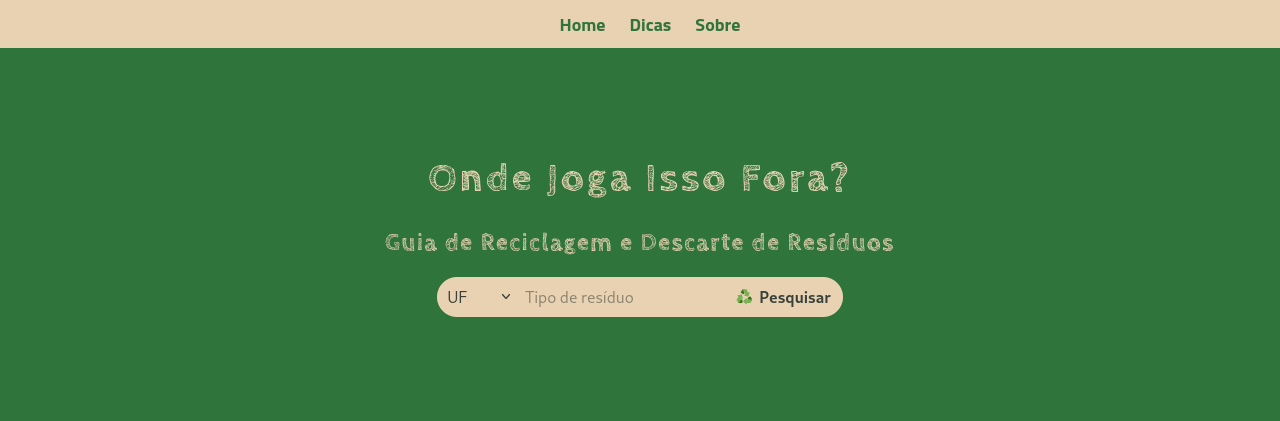 Home Dicas Sobre
Onde Joga Isso Fora?
Guia de Reciclagem e Descarte de Resíduos
UF Tipo de resíduo Pesquisar